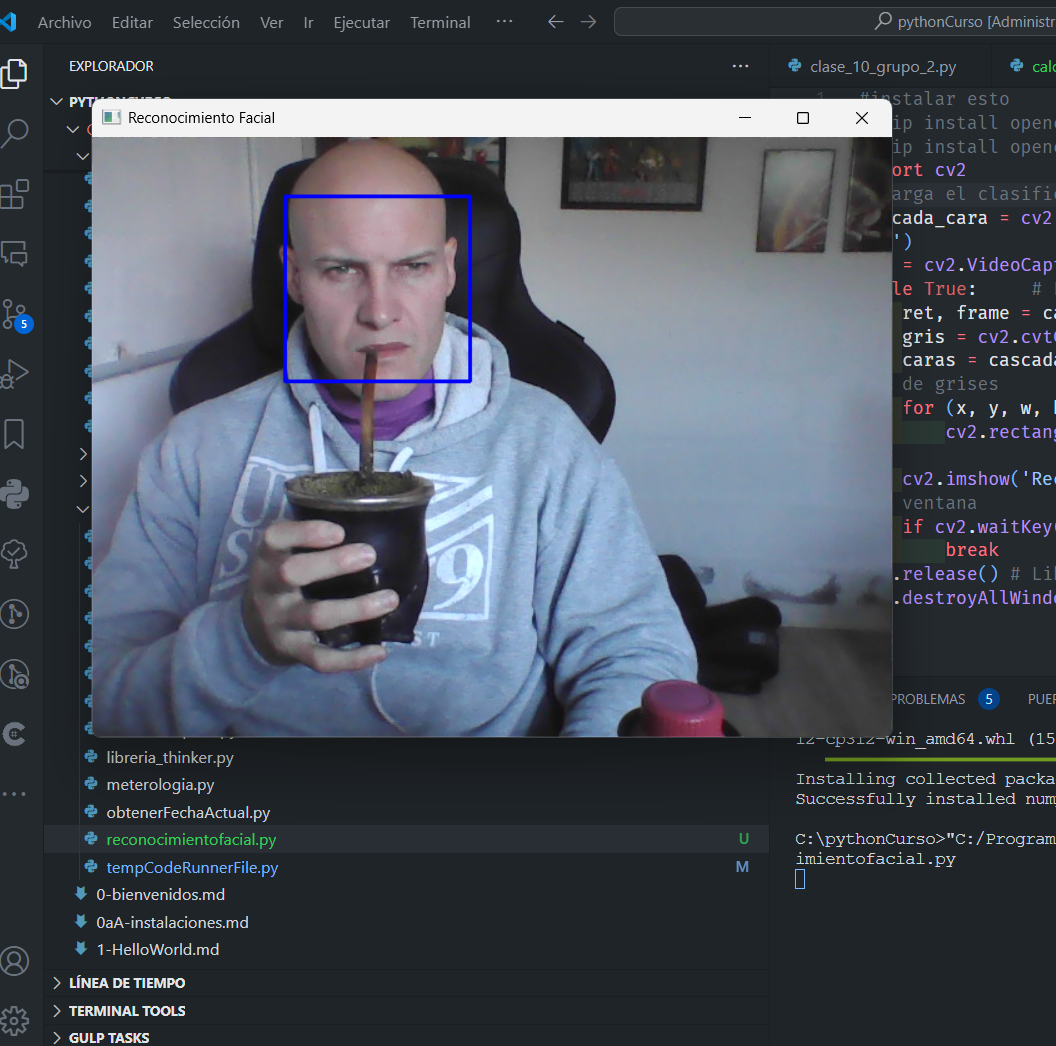 Archivo Editar Selección Ver Ir Ejecutar Terminal ··· pythonCurso [Administr
EXPLORADOR ···
clase_10_grupo_2.py
Reconocimiento Facial
1 #instalar esto
ip install openc
ip install openc
ort cv2
arga el clasific
cada_cara = cv2
')
= cv2.VideoCapt
le True: #
ret, frame = ca
gris = cv2.cvtC
caras = cascada
de grises
for (x, y, w, h
cv2.rectang
cv2.imshow('Rec
ventana
if cv2.waitKey(
break
.release() # Lib
.destroyAllWindo
5
PROBLEMAS 5 PUER
libreria_thinker.py
meterologia.py
obtenerFechaActual.py
reconocimientofacial.py U
tempCodeRunnerFile.py M
0-bienvenidos.md
0aA-instalaciones.md
1-HelloWorld.md
LÍNEA DE TIEMPO
TERMINAL TOOLS
GULP TASKS
12-cp312-win_amd64.whl (15
Installing collected packa
Successfully installed num
C:\pythonCurso>"C:/Program
imientofacial.py